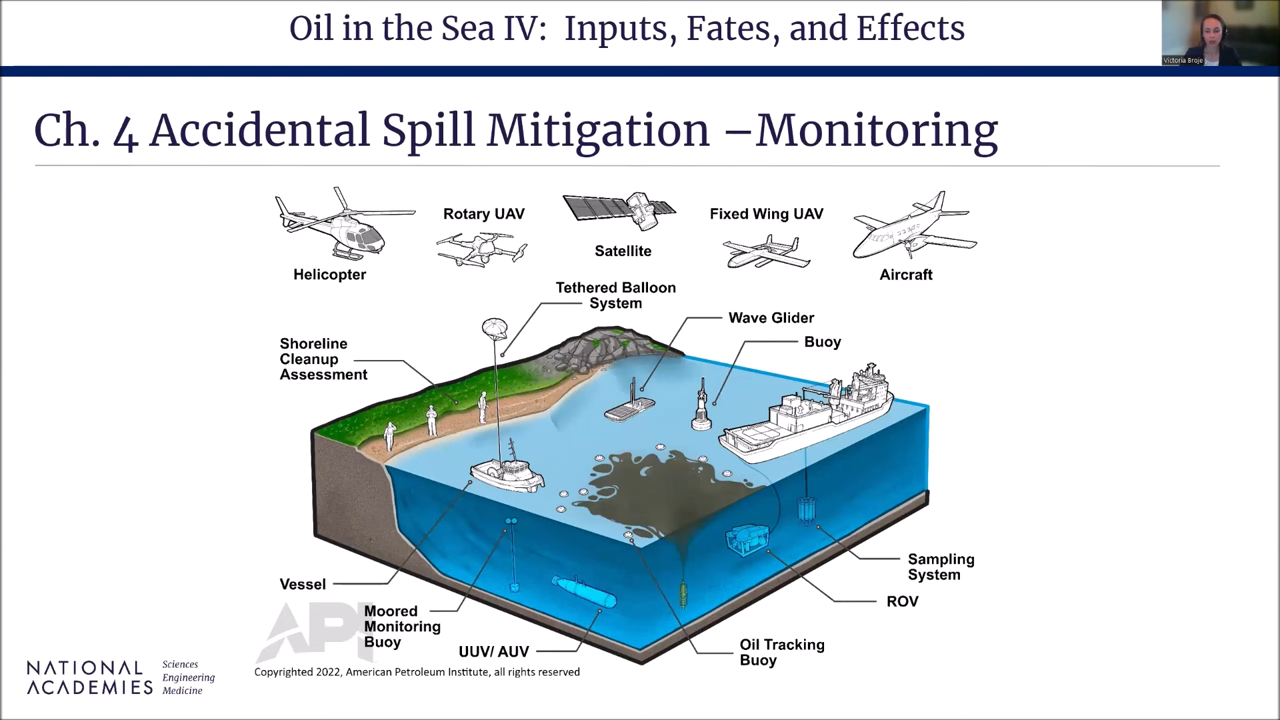 Oil in the Sea IV:  Inputs, Fates, and Effects
Victoria Broje
Ch. 4 Accidental Spill Mitigation –Monitoring
Helicopter
Rotary UAV
Satellite
Fixed Wing UAV
Aircraft
Tethered Balloon
System
Wave Glider
Buoy
Shoreline
Cleanup
Assessment
Vessel
Moored
Monitoring
Buoy
UUV/ AUV
Oil Tracking
Buoy
ROV
Sampling
System
API
Copyrighted 2022, American Petroleum Institute, all rights reserved
NATIONAL
ACADEMIES
Sciences
Engineering
Medicine